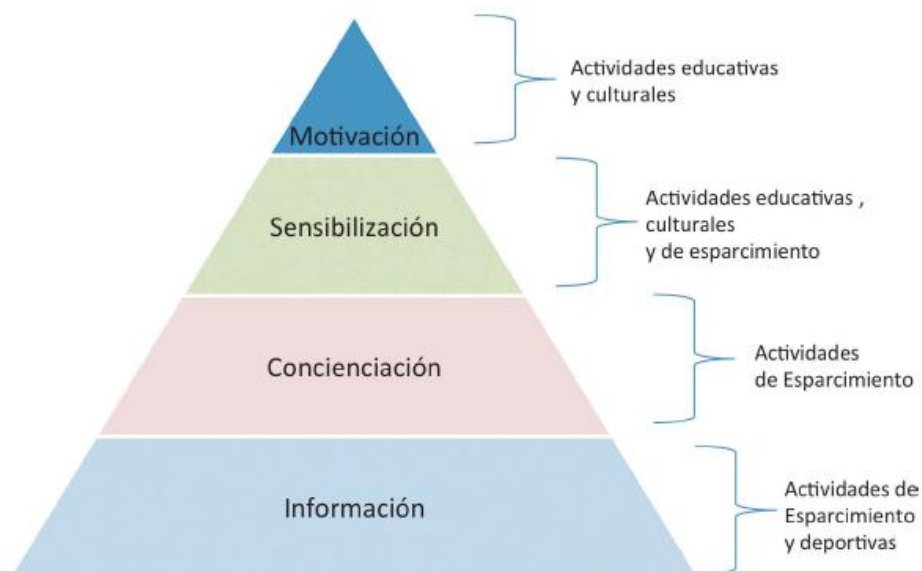 Motivación
Actividades educativas
y culturales
Sensibilización
Actividades educativas ,
culturales
y de esparcimiento
Concienciación
Actividades
de Esparcimiento
Información
Actividades de
Esparcimiento
y deportivas